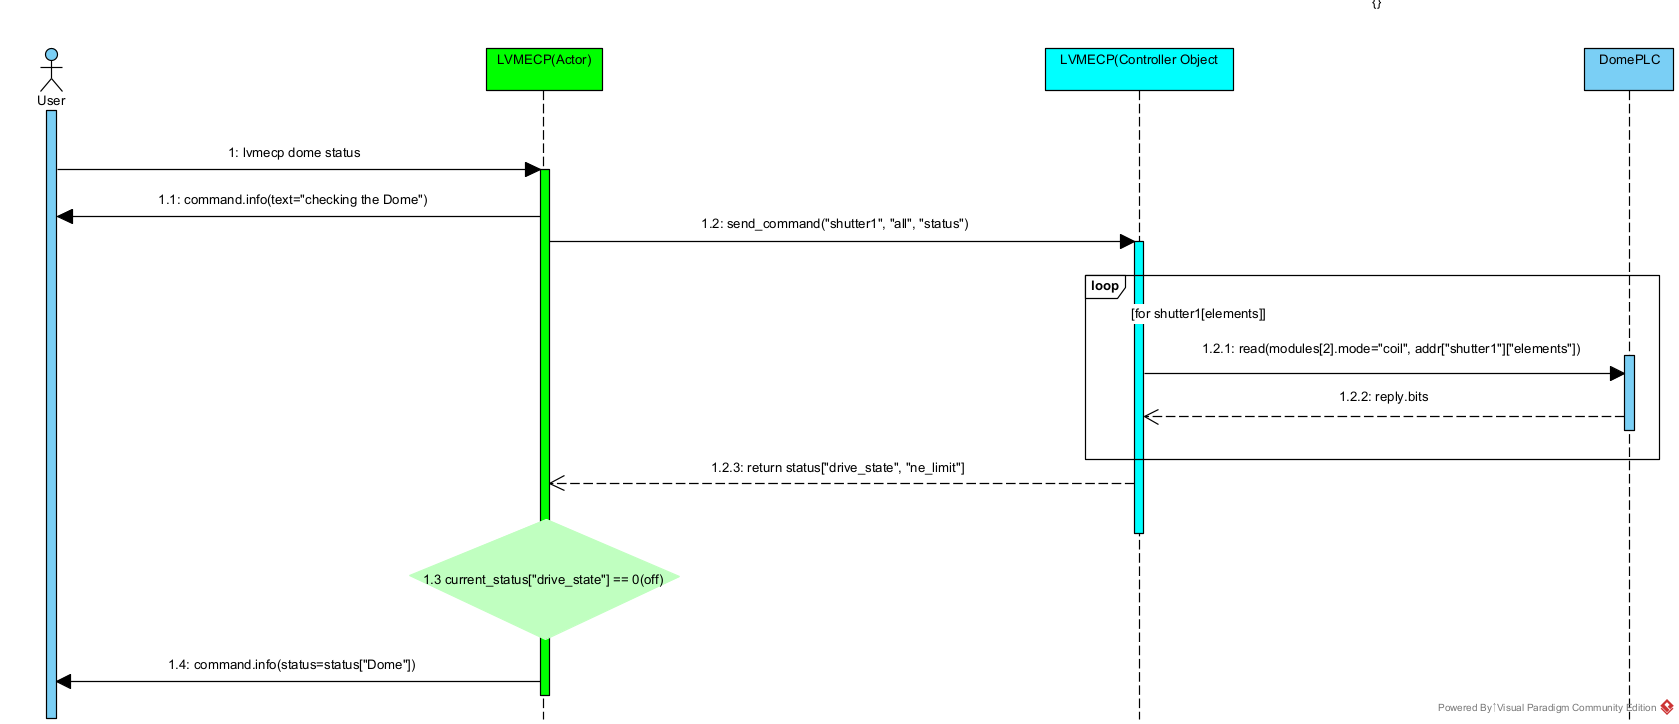 {}
LVMECP(Actor)
LVMECP(Controller Object
DomePLC
User
1: lvmecp dome status
1.1: command.info(text="checking the Dome")
1.2: send_command("shutter1", "all", "status")
loop
[for shutter1[elements]]
1.2.1: read(modules[2].mode="coil", addr["shutter1"]["elements"])
1.2.2: reply.bits
1.2.3: return status["drive_state", "ne_limit"]
1.3 current_status["drive_state"] == 0(off)
1.4: command.info(status=status["Dome"])
Powered By Visual Paradigm Community Edition